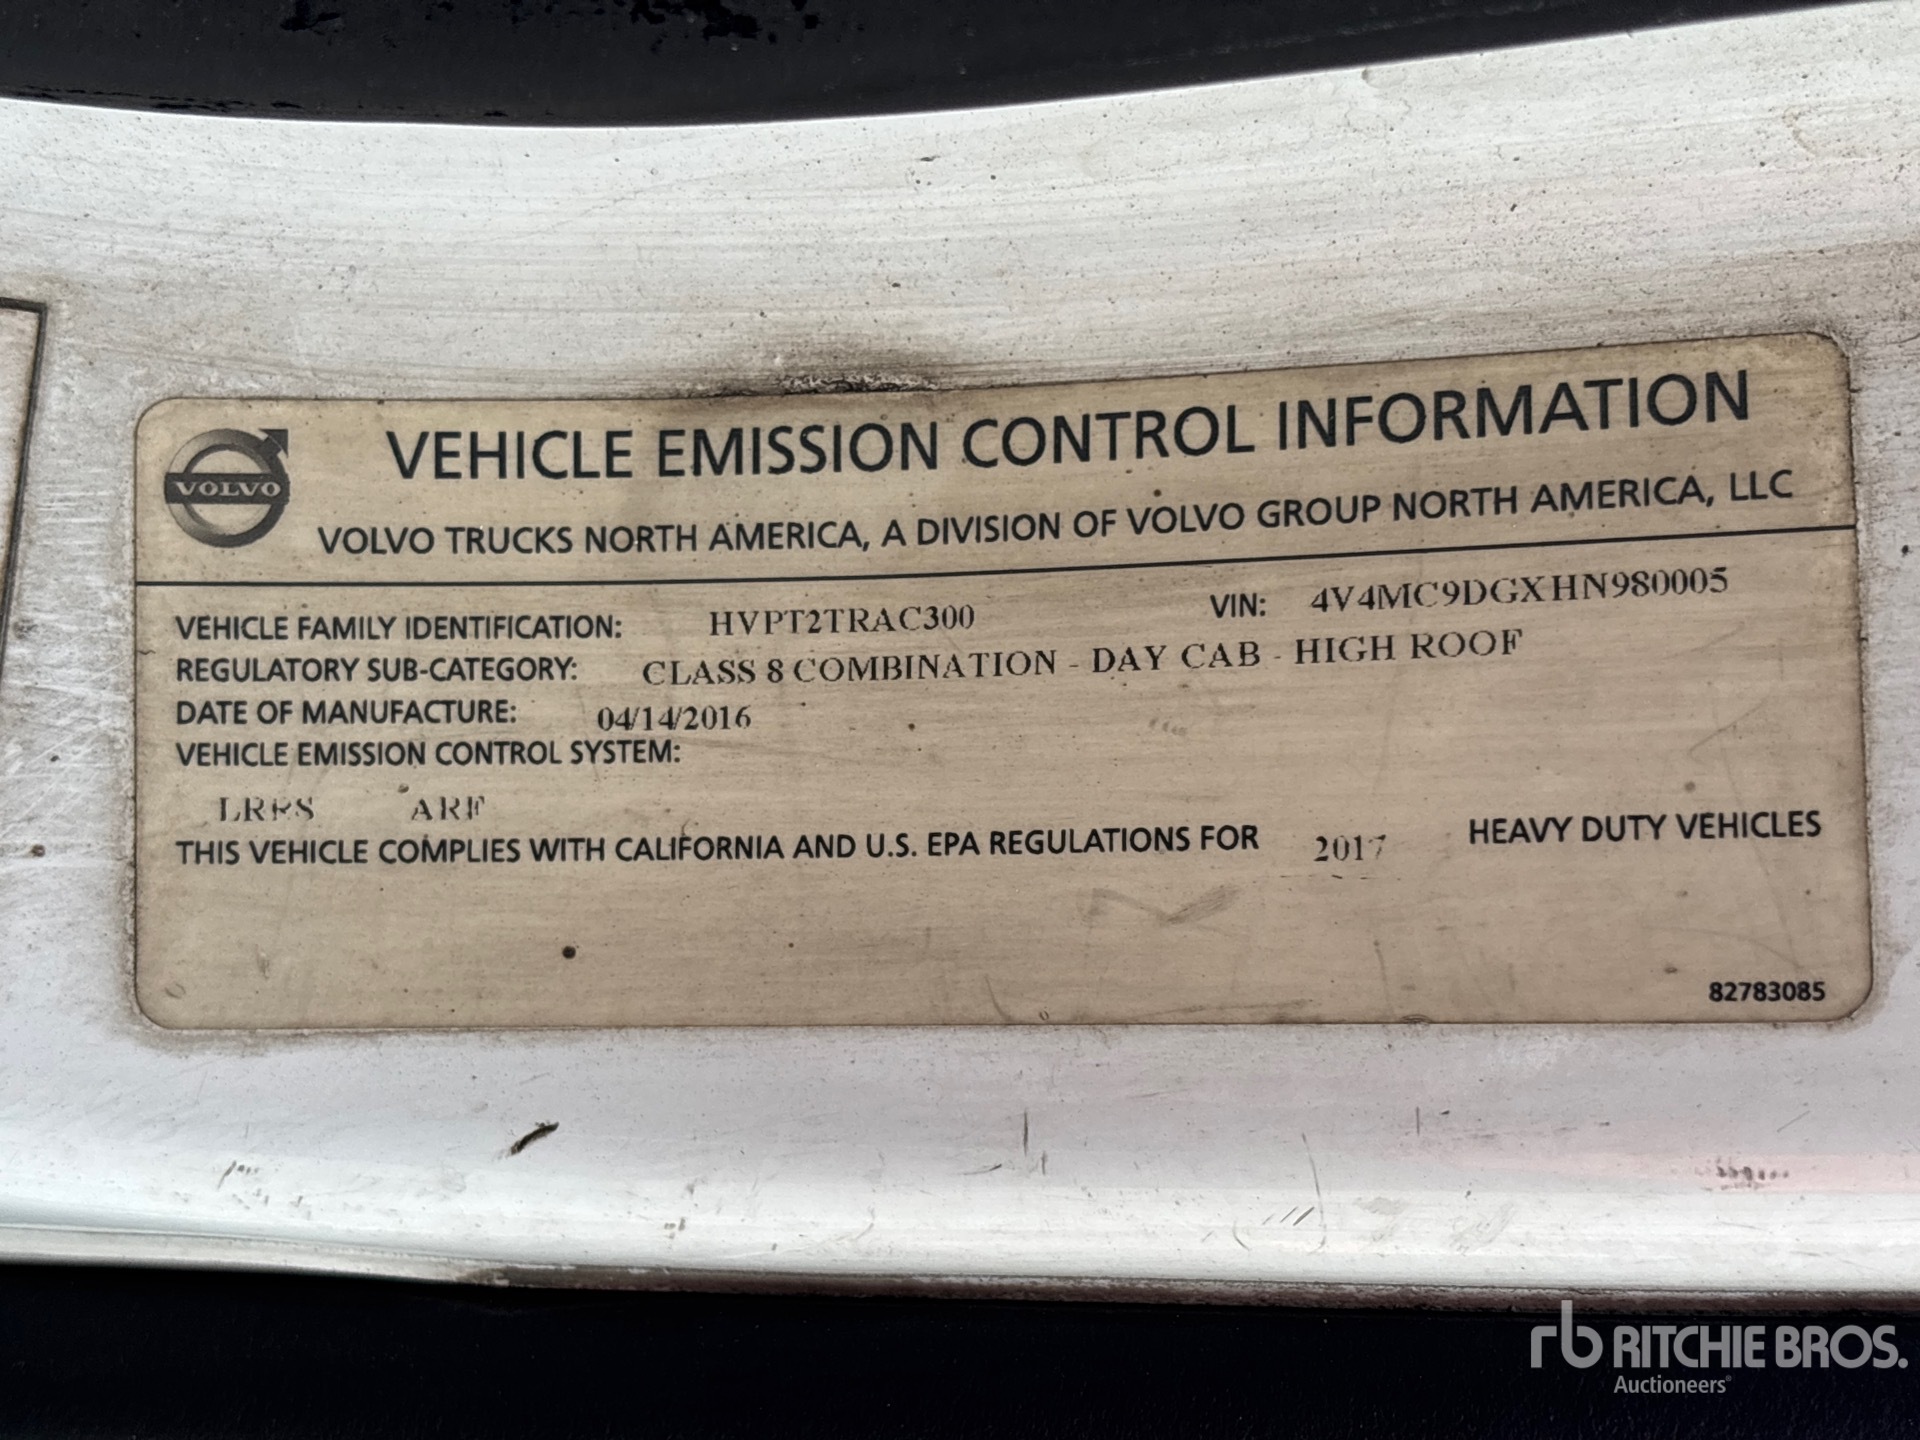 VOLVO
VEHICLE EMISSION CONTROL INFORMATION
VOLVO TRUCKS NORTH AMERICA, A DIVISION OF VOLVO GROUP NORTH AMERICA, LLC
VEHICLE FAMILY IDENTIFICATION: HVPT2TRAC300 VIN: 4V4MC9DGXHN980005
REGULATORY SUB-CATEGORY: CLASS 8 COMBINATION - DAY CAB - HIGH ROOF
DATE OF MANUFACTURE: 04/14/2016
VEHICLE EMISSION CONTROL SYSTEM:
LRRS ARF
THIS VEHICLE COMPLIES WITH CALIFORNIA AND U.S. EPA REGULATIONS FOR 2017 HEAVY DUTY VEHICLES
82783085
rb RITCHIE BROS.
Auctioneers